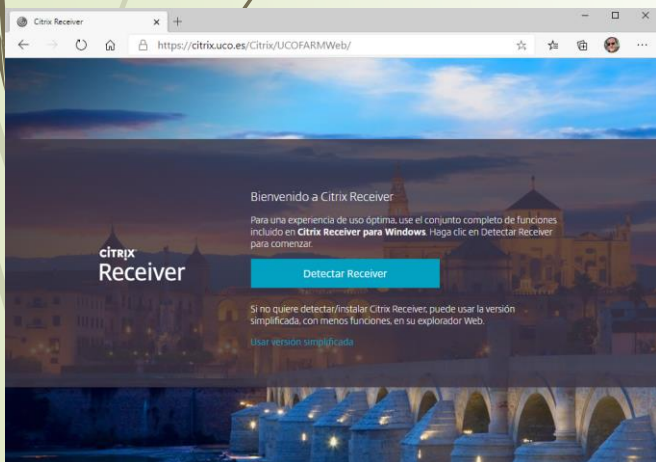 Citrix Receiver
https://citrix.uco.es/Citrix/UCOFARMWeb/
Bienvenido a Citrix Receiver
Para una experiencia de uso óptima, use el conjunto completo de funciones
incluido en Citrix Receiver para Windows. Haga clic en Detectar Receiver
para comenzar.
CİTRIX
Receiver
Detectar Receiver
Si no quiere detectar/instalar Citrix Receiver, puede usar la versión
simplificada, con menos funciones, en su explorador Web.
Usar versión simplificada